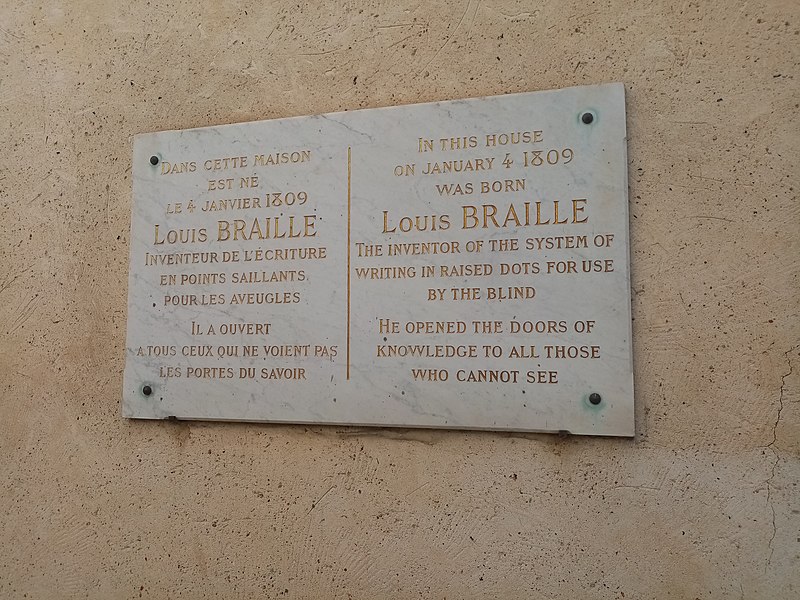 DANS CETTE MAISON
EST NÉ
LE 4 JANVIER 1809
LOUIS BRAILLE
INVENTEUR DE L'ÉCRITURE
EN POINTS SAILLANTS
POUR LES AVEUGLES
IL A OUVERT
A TOUS CEUX QUI NE VOIENT PAS
LES PORTES DU SAVOIR
IN THIS HOUSE
ON JANUARY 4 1809
WAS BORN
LOUIS BRAILLE
THE INVENTOR OF THE SYSTEM OF
WRITING IN RAISED DOTS FOR USE
BY THE BLIND
HE OPENED THE DOORS OF
KNOWLEDGE TO ALL THOSE
WHO CANNOT SEE